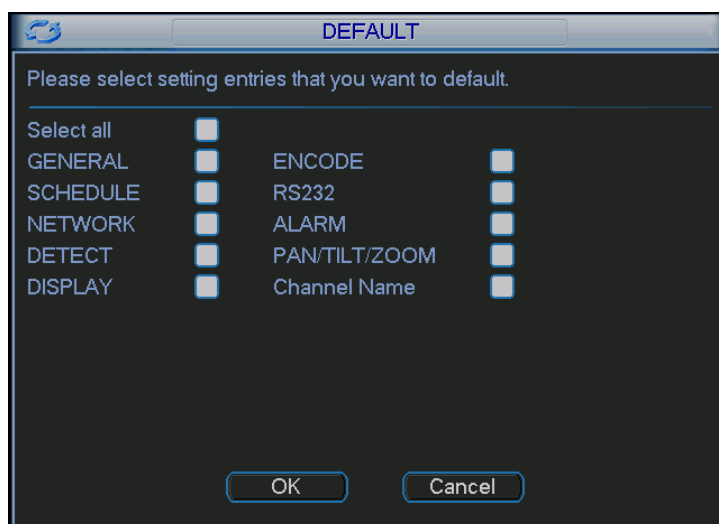 DEFAULT
Please select setting entries that you want to default.
Select all
GENERAL ENCODE
SCHEDULE RS232
NETWORK ALARM
DETECT PAN/TILT/ZOOM
DISPLAY Channel Name
OK Cancel